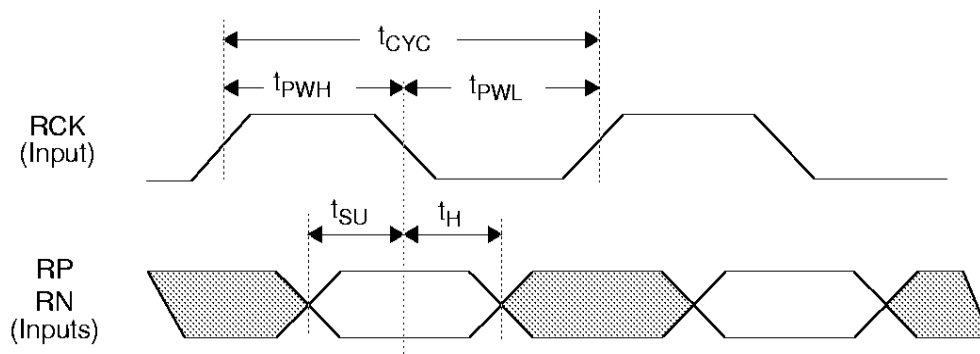 tCYC
tPWH
tPWL
RCK
(Input)
tSU
tH
RP
RN
(Inputs)